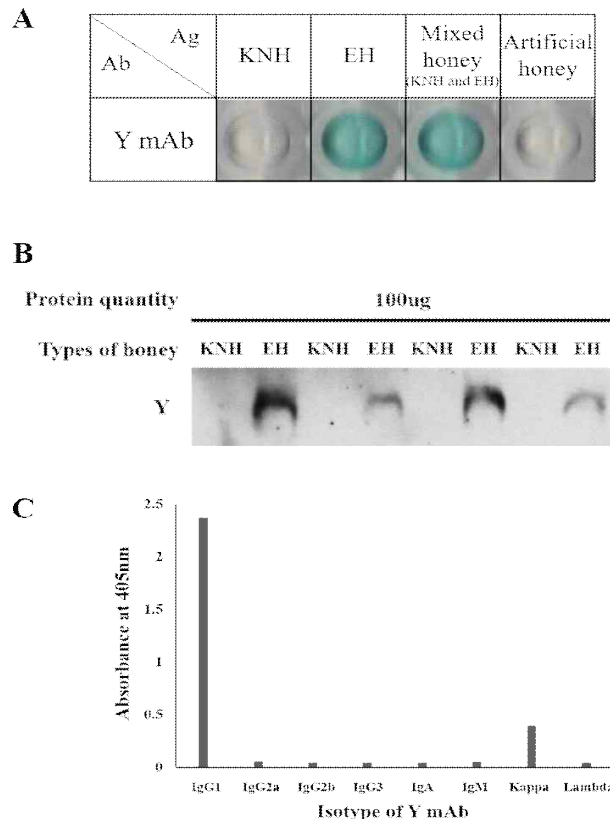 A
Ag
Ab
KNH
EH
Mixed
honey
(KNH and EH)
Artificial
honey
Y mAb
B
Protein quantity 100ug
Types of honey KNH EH KNH EH KNH EH KNH EH
Y
C
Absorbance at 405nm
2.5
2
1.5
1
0.5
0
IgG1 IgG2a IgG2b IgG3 IgA IgM Kappa Lambda
Isotype of Y mAb